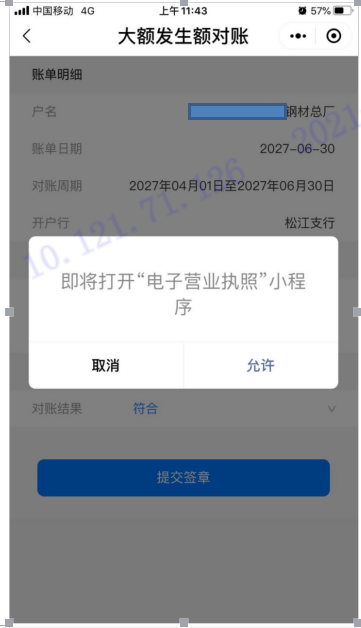 中国移动 4G 上午11:43 57%
大额发生额对账
账单明细
户名 钢材总厂
账单日期 2027-06-30
对账周期 2027年04月01日至2027年06月30日
开户行 松江支行
10.121.71.126 2021
即将打开“电子营业执照”小程
序
取消 允许
对账结果 符合
提交签章